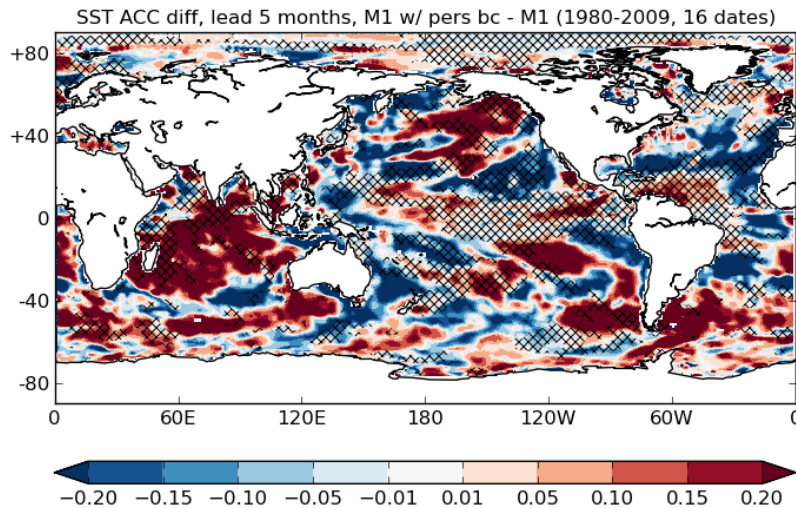 SST ACC diff, lead 5 months, M1 w/ pers bc - M1 (1980-2009, 16 dates)
+80
+40
0
-40
-80
0 60E 120E 180 120W 60W 0
−0.20 −0.15 −0.10 −0.05 −0.01 0.01 0.05 0.10 0.15 0.20